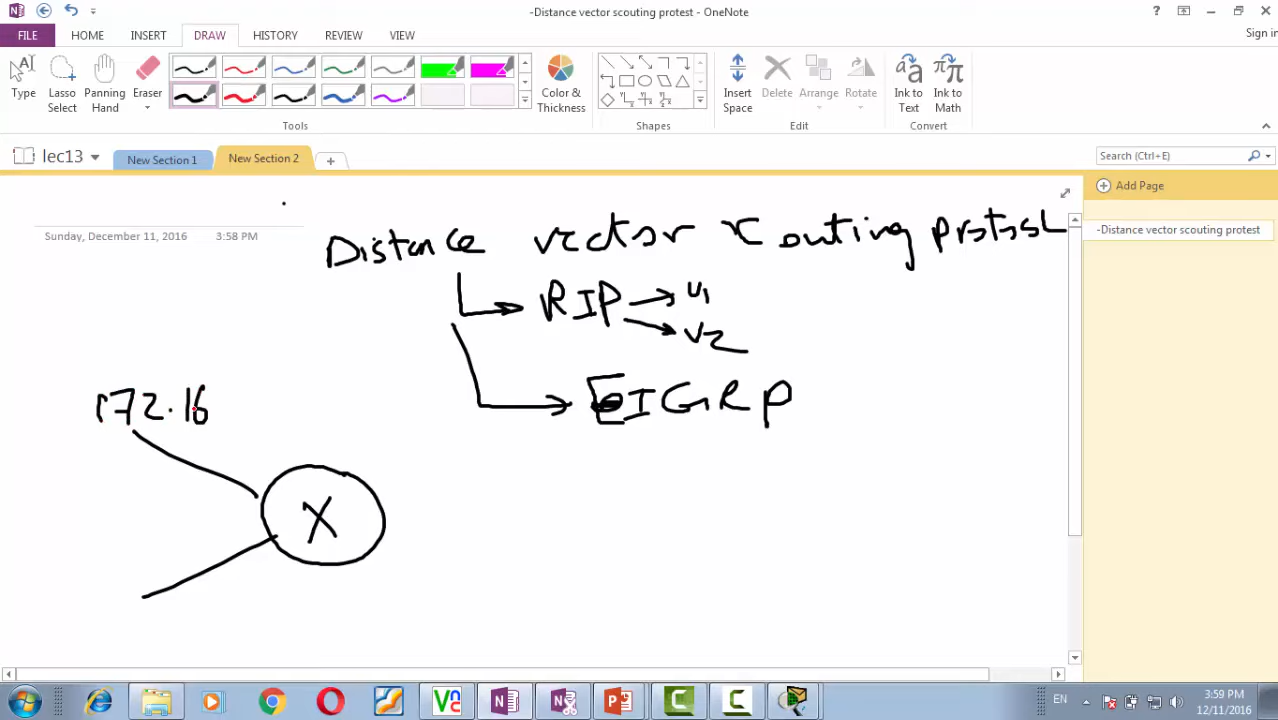 -Distance vector scouting protest - OneNote
Sign in
FILE HOME INSERT DRAW HISTORY REVIEW VIEW
Type
Lasso Select
Panning Hand
Eraser
Color & Thickness
Insert Space
Delete
Arrange
Rotate
Ink to Text
Ink to Math
Tools
Shapes
Edit
Convert
lec13
New Section 1
New Section 2
Search (Ctrl+E)
Add Page
-Distance vector scouting protest
Sunday, December 11, 2016 3:58 PM
Distance vector routing protocol
RIP
v1
v2
EIGRP
172.16
X
EN
3:59 PM
12/11/2016